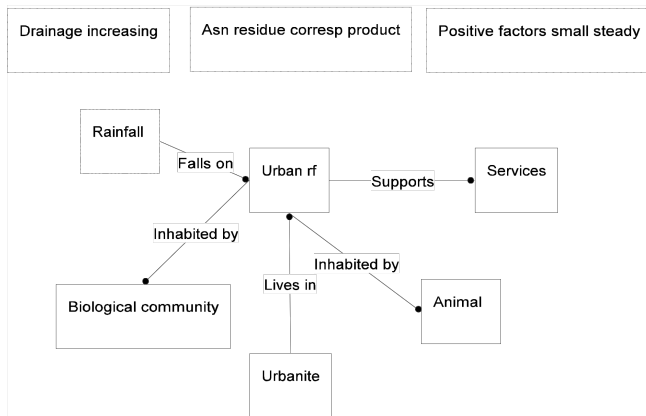 Drainage increasing
Asn residue corresp product
Positive factors small steady
Rainfall
Falls on
Urban rf
Supports
Services
Inhabited by
Inhabited by
Lives in
Biological community
Animal
Urbanite